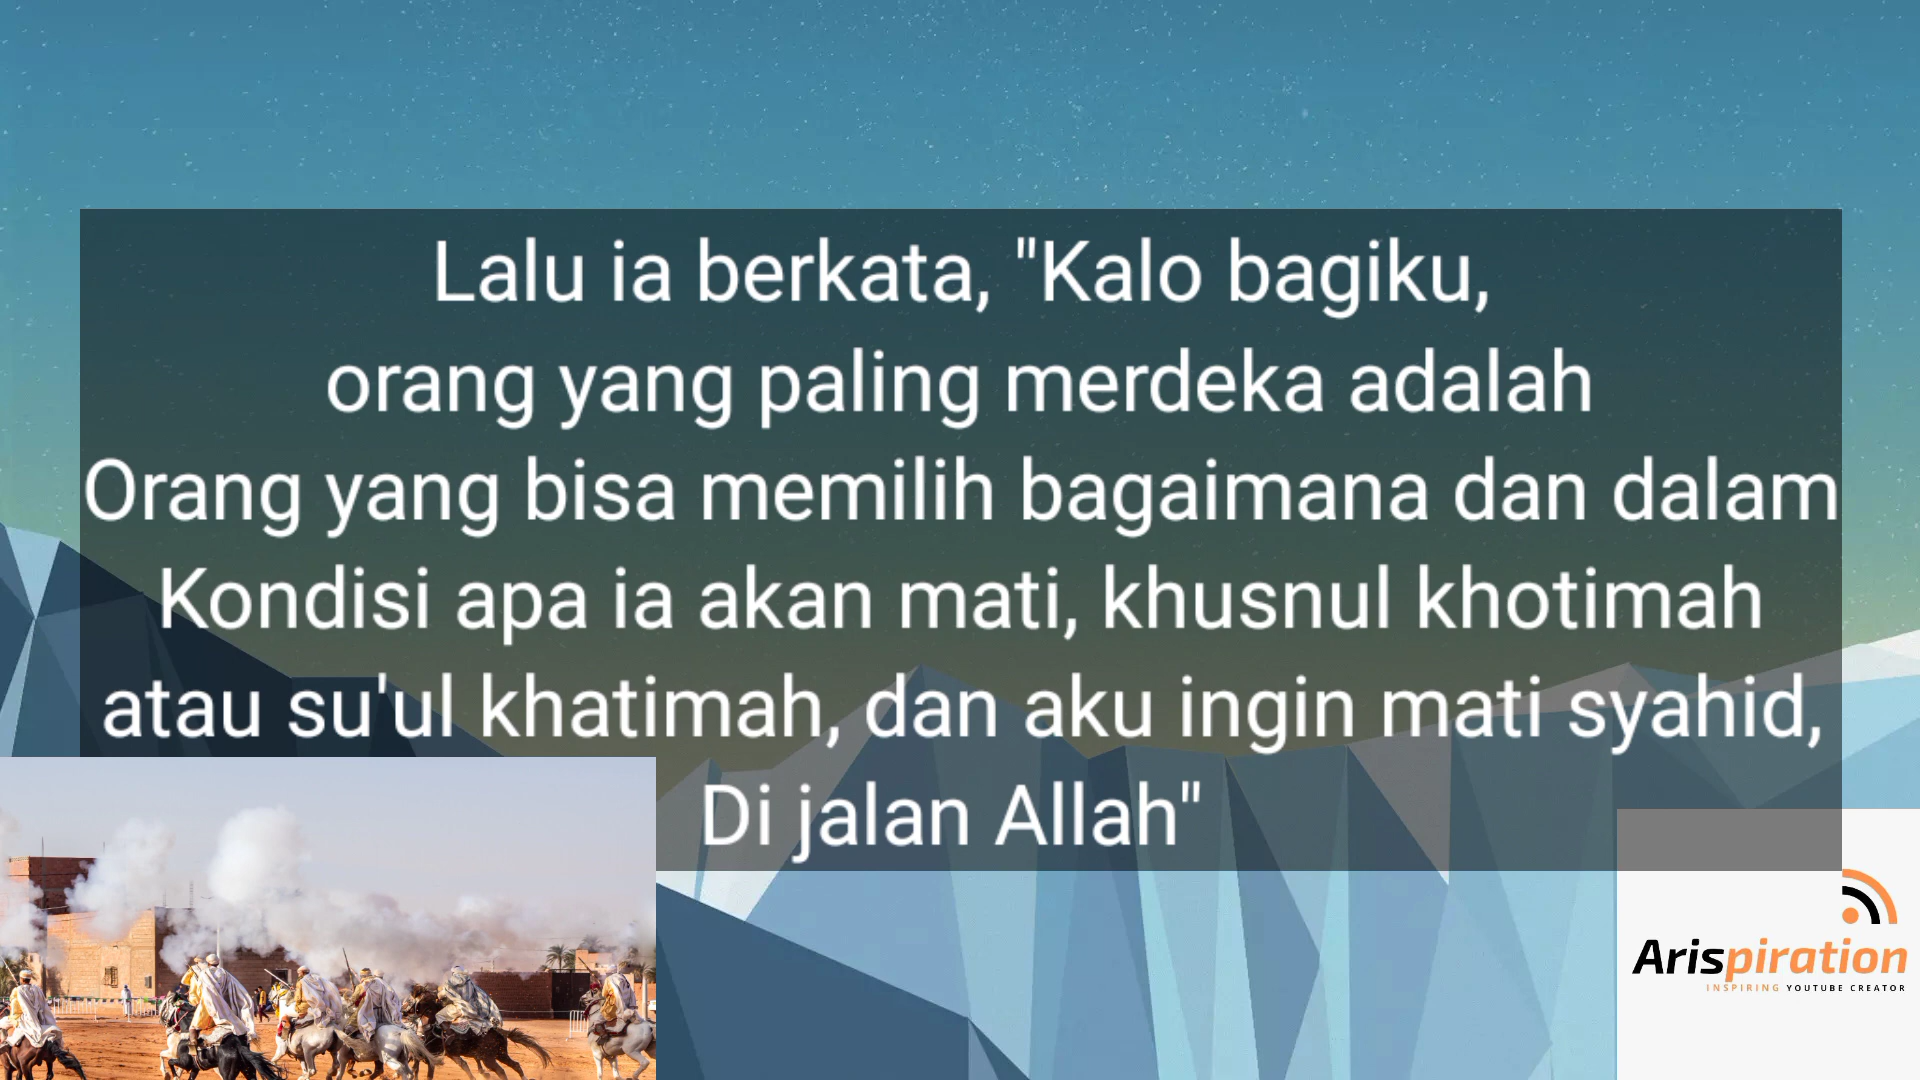 Lalu ia berkata, "Kalo bagiku,
orang yang paling merdeka adalah
Orang yang bisa memilih bagaimana dan dalam
Kondisi apa ia akan mati, khusnul khotimah
atau su'ul khatimah, dan aku ingin mati syahid,
Di jalan Allah"
Arispiration
INSPIRING YOUTUBE CREATOR